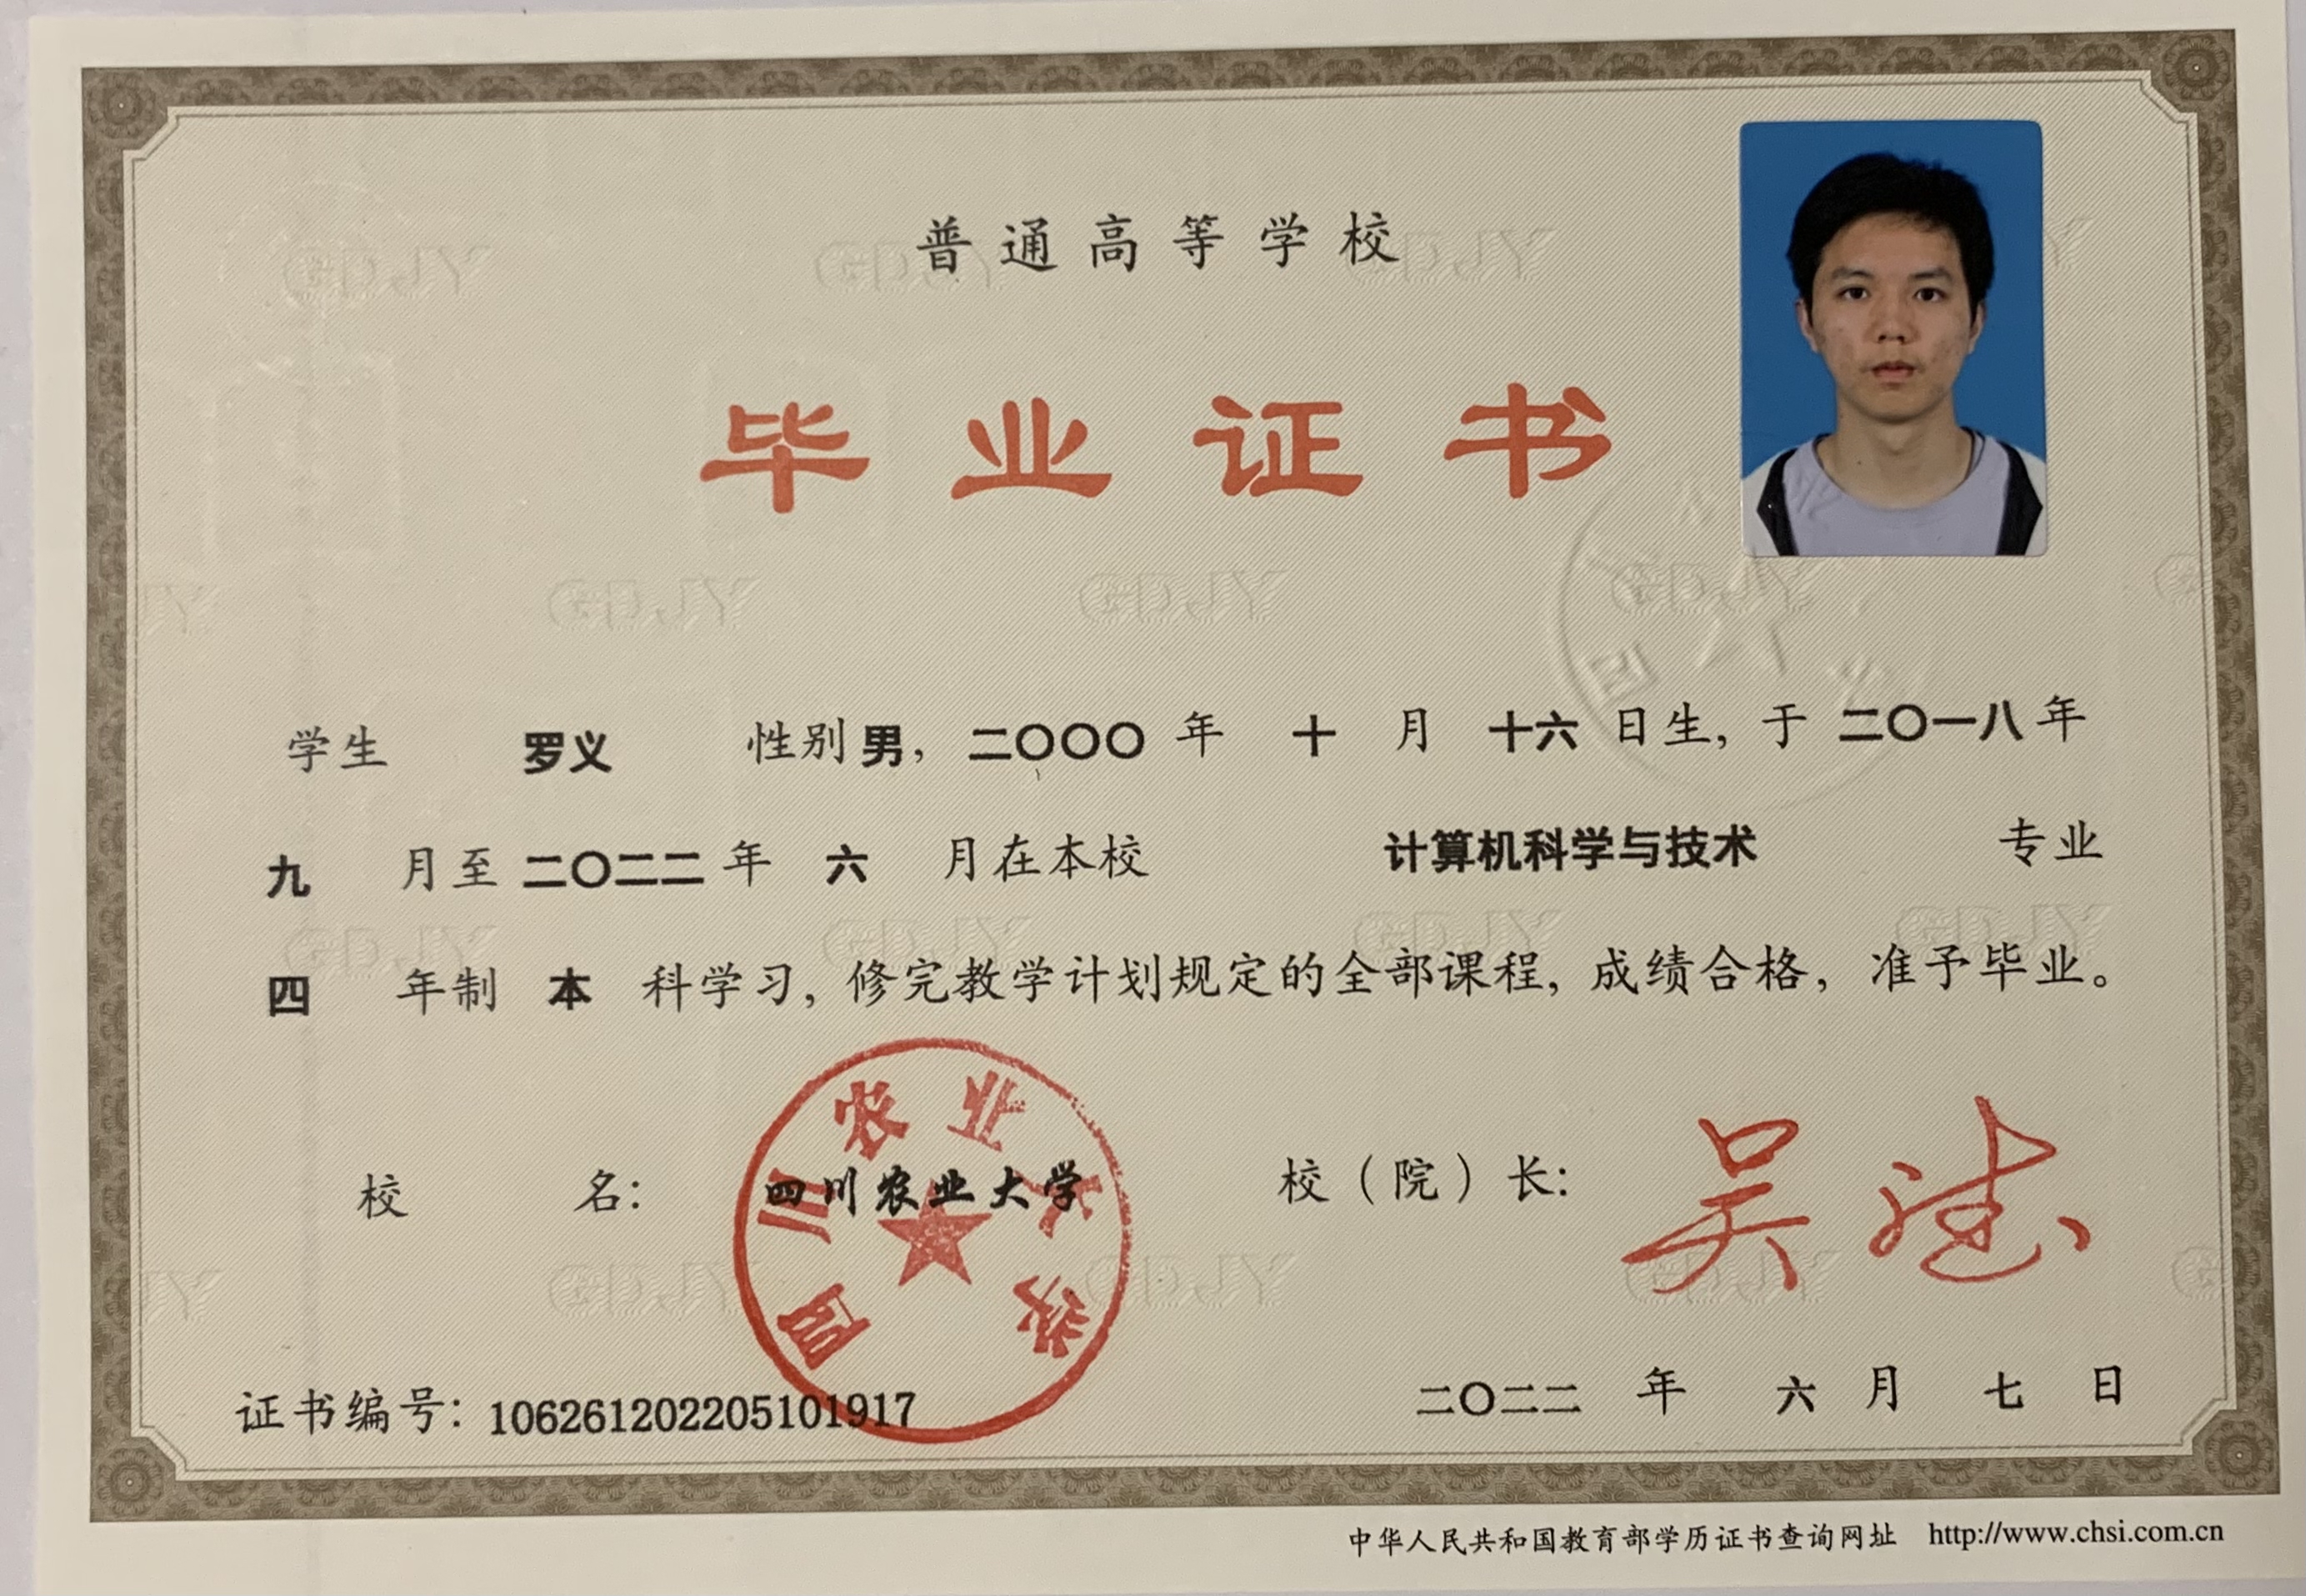 普通高等学校
毕业证书
学生 罗义 性别男，二〇〇〇年 十 月 十六 日生，于 二〇一八年
九 月至 二〇二二 年 六 月在本校 计算机科学与技术 专业
四 年制 本 科学习，修完教学计划规定的全部课程，成绩合格，准予毕业。
校 名： 四川农业大学 校（院）长：
四川农业大学
证书编号：106261202205101917 二〇二二 年 六 月 七 日
中华人民共和国教育部学历证书查询网址 http://www.chsi.com.cn